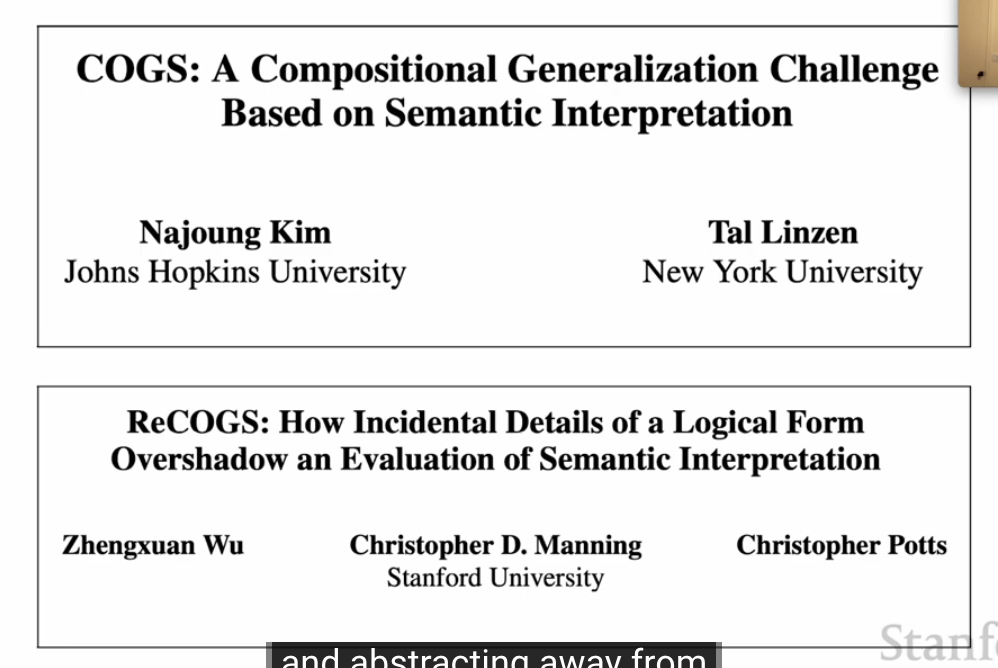 COGS: A Compositional Generalization Challenge
Based on Semantic Interpretation
Najoung Kim
Johns Hopkins University
Tal Linzen
New York University
ReCOGS: How Incidental Details of a Logical Form
Overshadow an Evaluation of Semantic Interpretation
Zhengxuan Wu
Christopher D. Manning
Christopher Potts
Stanford University
Stanf
and abstracting away from